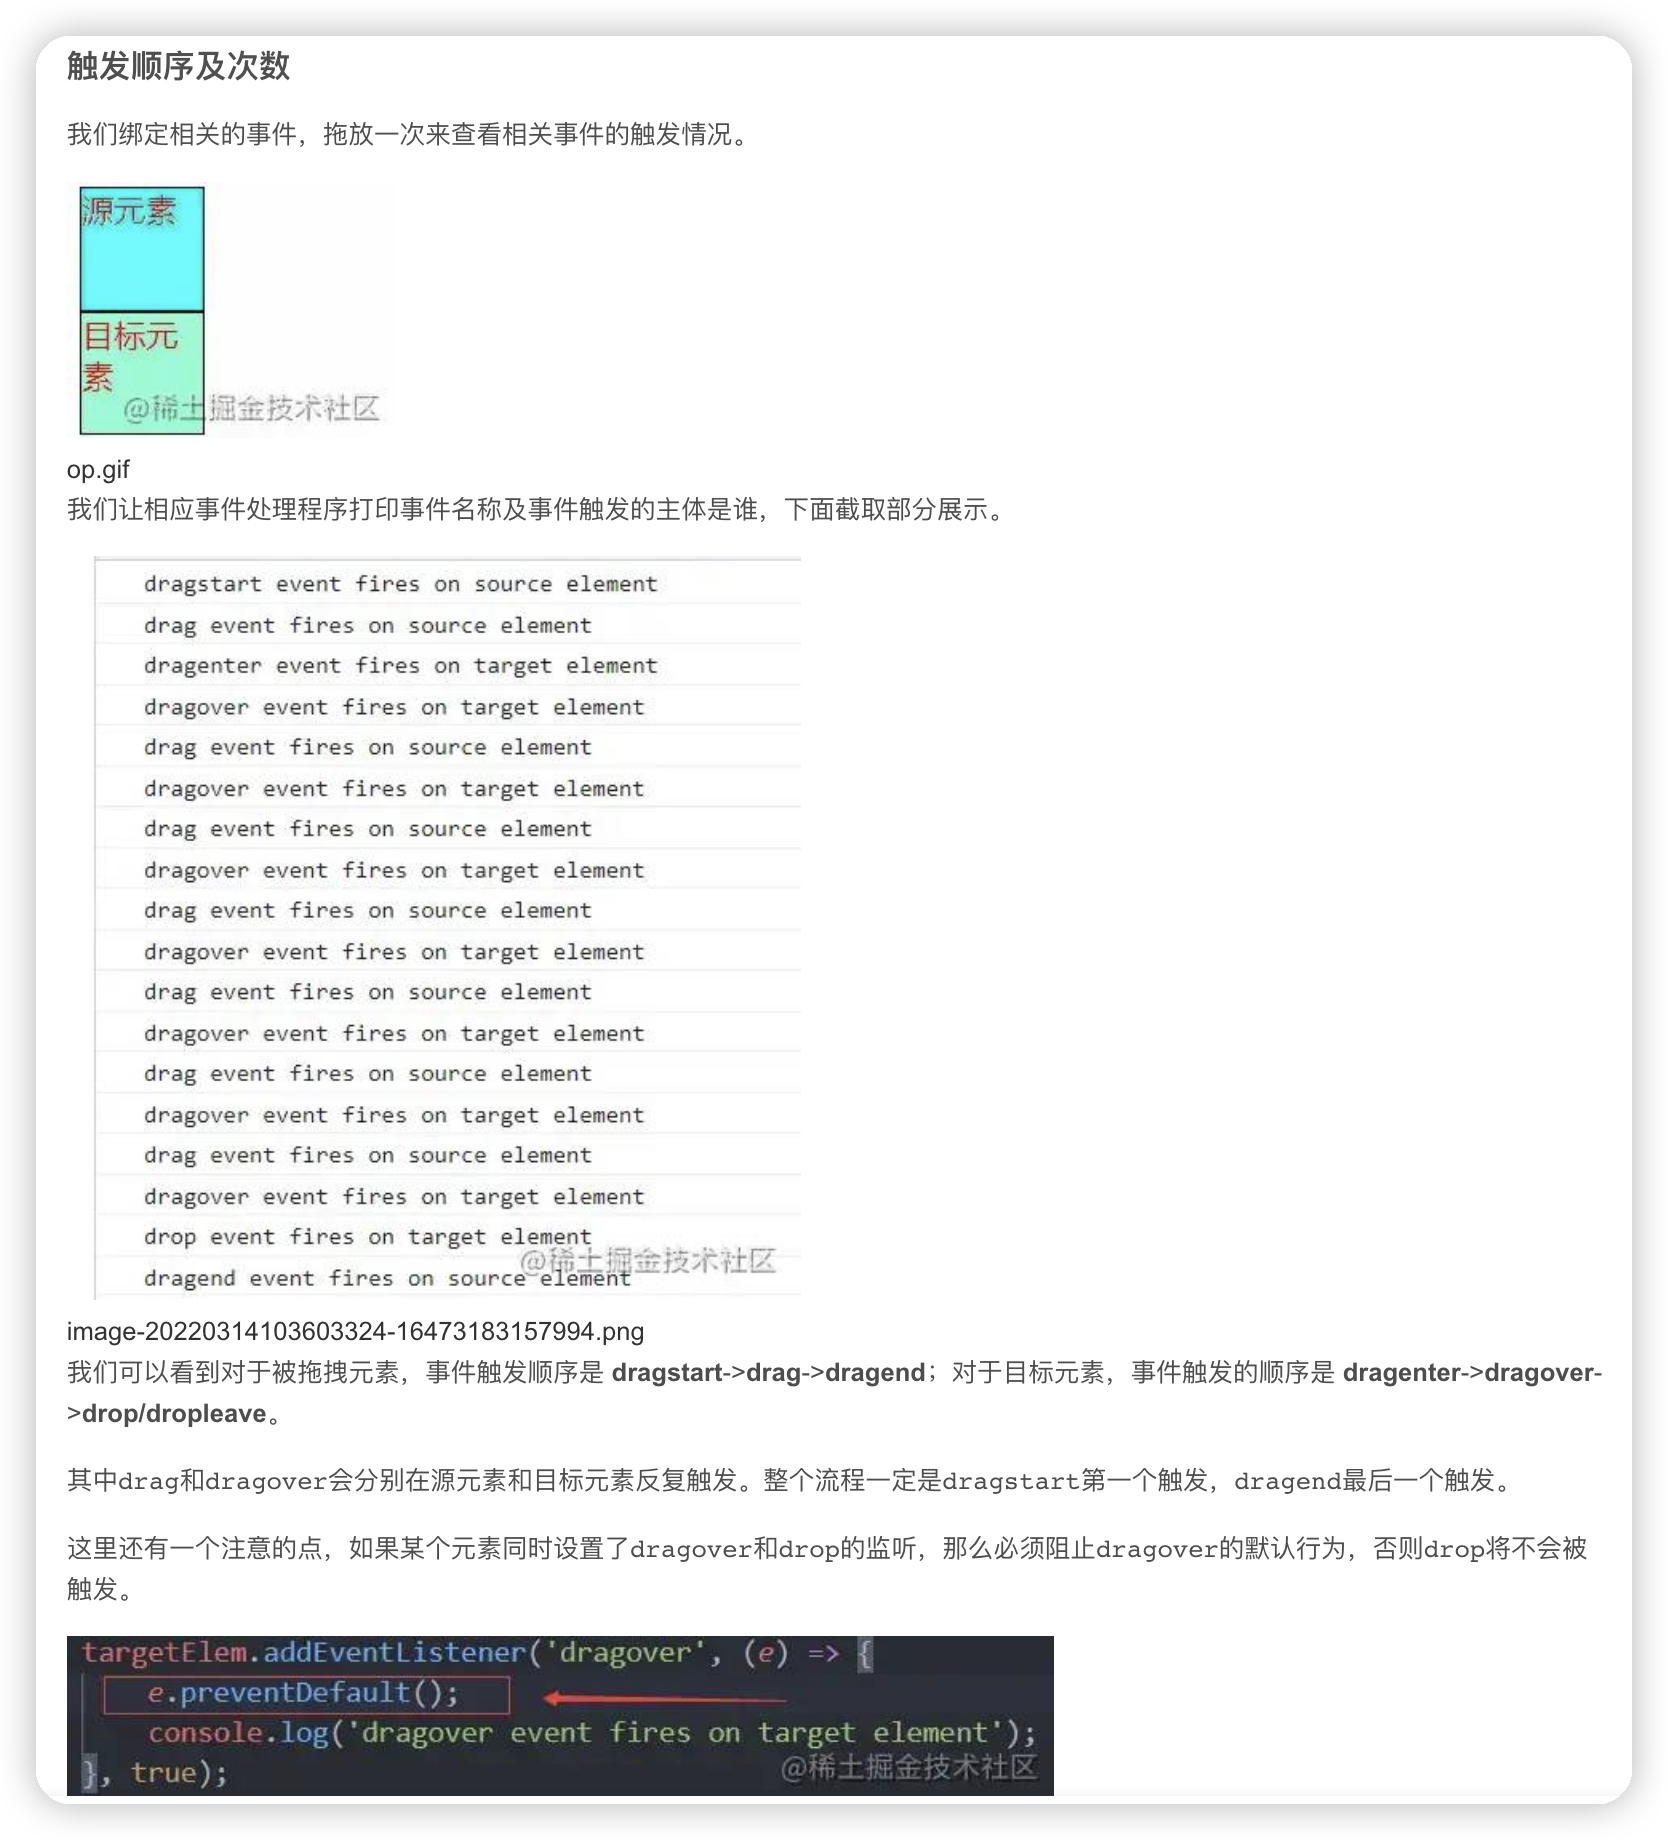 触发顺序及次数
我们绑定相关的事件，拖放一次来查看相关事件的触发情况。
源元素
目标元
素
@稀土掘金技术社区
op.gif
我们让相应事件处理程序打印事件名称及事件触发的主体是谁，下面截取部分展示。
dragstart event fires on source element
drag event fires on source element
dragenter event fires on target element
dragover event fires on target element
drag event fires on source element
dragover event fires on target element
drag event fires on source element
dragover event fires on target element
drag event fires on source element
dragover event fires on target element
drag event fires on source element
dragover event fires on target element
drag event fires on source element
dragover event fires on target element
drag event fires on source element
dragover event fires on target element
drop event fires on target element
@稀土掘金技术社区
dragend event fires on source element
image-20220314103603324-16473183157994.png
我们可以看到对于被拖拽元素，事件触发顺序是 dragstart->drag->dragend；对于目标元素，事件触发的顺序是 dragenter->dragover-
>drop/dropleave。
其中drag和dragover会分别在源元素和目标元素反复触发。整个流程一定是dragstart第一个触发，dragend最后一个触发。
这里还有一个注意的点，如果某个元素同时设置了dragover和drop的监听，那么必须阻止dragover的默认行为，否则drop将不会被
触发。
targetElem.addEventListener('dragover', (e) => {
e.preventDefault();
console.log('dragover event fires on target element');
}, true);
@稀土掘金技术社区